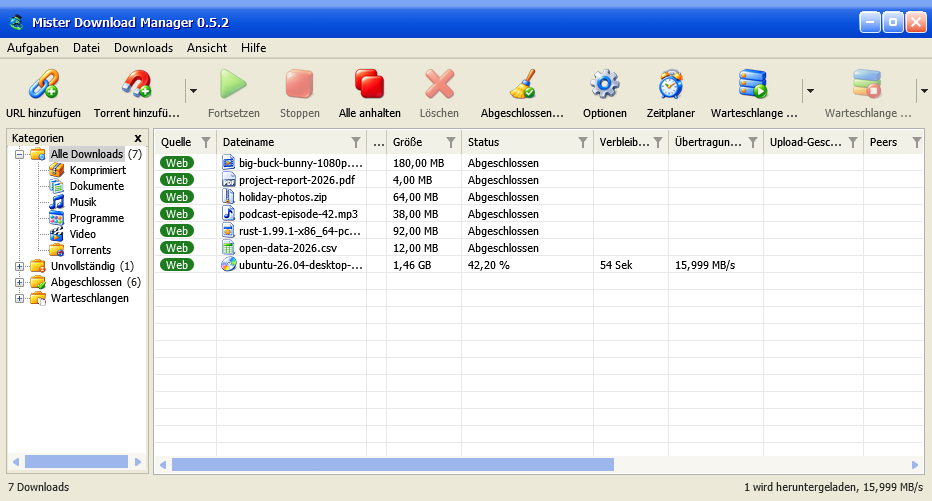 Mister Download Manager 0.5.2
Aufgaben Datei Downloads Ansicht Hilfe
URL hinzufügen Torrent hinzufü... Fortsetzen Stoppen Alle anhalten Löschen Abgeschlossen... Optionen Zeitplaner Warteschlange ... Warteschlange ...
Kategorien x
Alle Downloads (7)
Komprimiert
Dokumente
Musik
Programme
Video
Torrents
Unvollständig (1)
Abgeschlossen (6)
Warteschlangen
Quelle Dateiname ... Größe Status Verbleib... Übertragun... Upload-Gesc... Peers
Web big-buck-bunny-1080p.... 180,00 MB Abgeschlossen
Web project-report-2026.pdf 4,00 MB Abgeschlossen
Web holiday-photos.zip 64,00 MB Abgeschlossen
Web podcast-episode-42.mp3 38,00 MB Abgeschlossen
Web rust-1.99.1-x86_64-pc... 92,00 MB Abgeschlossen
Web open-data-2026.csv 12,00 MB Abgeschlossen
Web ubuntu-26.04-desktop-... 1,46 GB 42,20 % 54 Sek 15,999 MB/s
7 Downloads 1 wird heruntergeladen, 15,999 MB/s